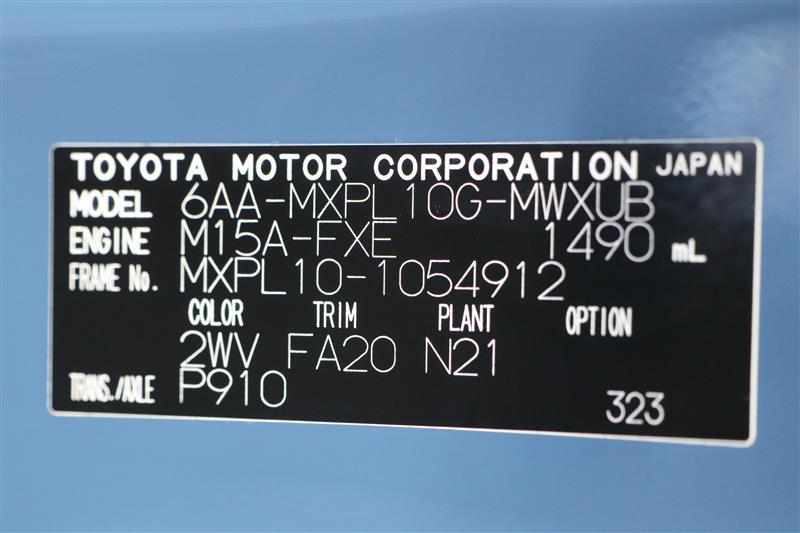 TOYOTA MOTOR CORPORATION JAPAN
MODEL 6AA-MXPL10G-MWXUB
ENGINE M15A-FXE 1490 mL
FRAME No. MXPL10-1054912
COLOR TRIM PLANT OPTION
2WV FA20 N21
TRANS./AXLE P910
323